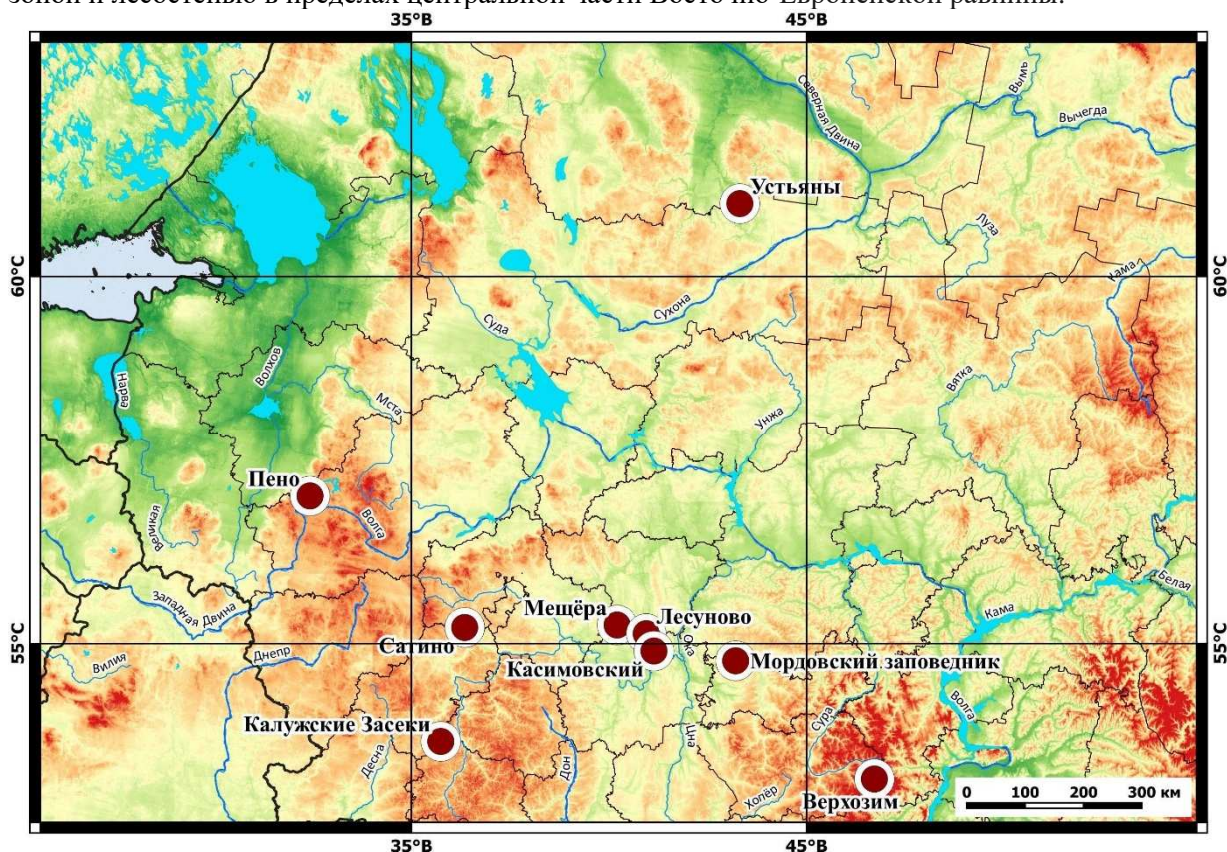 зоной и лесостепью в пределах центральной части Восточно-Европейской равнины.
35°В
45°В
Вымь
Вычегда
Северная Двина
Устьяны
Луза
60°С
60°С
Кама
Суда
Сухона
Волхов
Нарва
Вятка
Мста
Унжа
Пено
Великая
Волга
Западная Двина
Белая
Кама
Мещёра
Лесуново
Сатино
Ока
55°С
55°С
Днепр
Вилия
Касимовский
Мордовский заповедник
Волга
Сура
Калужские Засеки
Цна
Десна
Дон
Хопёр
Верхозим
0 100 200 300 км
35°В
45°В